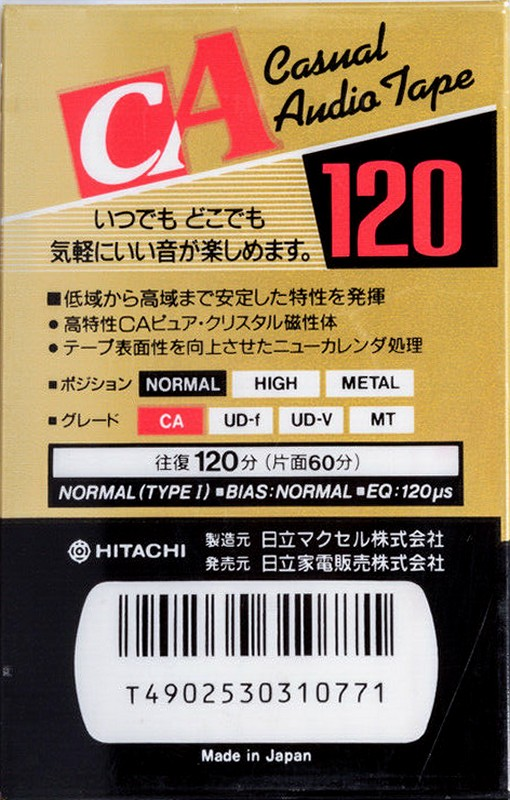 CA
Casual
Audio Tape
120
いつでも どこでも
気軽にいい音が楽しめます。
■低域から高域まで安定した特性を発揮
●高特性CAピュア・クリスタル磁性体
●テープ表面性を向上させたニューカレンダ処理
■ポジション NORMAL HIGH METAL
■グレード CA UD-f UD-V MT
往復120分(片面60分)
NORMAL(TYPE I)■BIAS:NORMAL■EQ:120μs
HITACHI 製造元 日立マクセル株式会社
発売元 日立家電販売株式会社
T4902530310771
Made in Japan